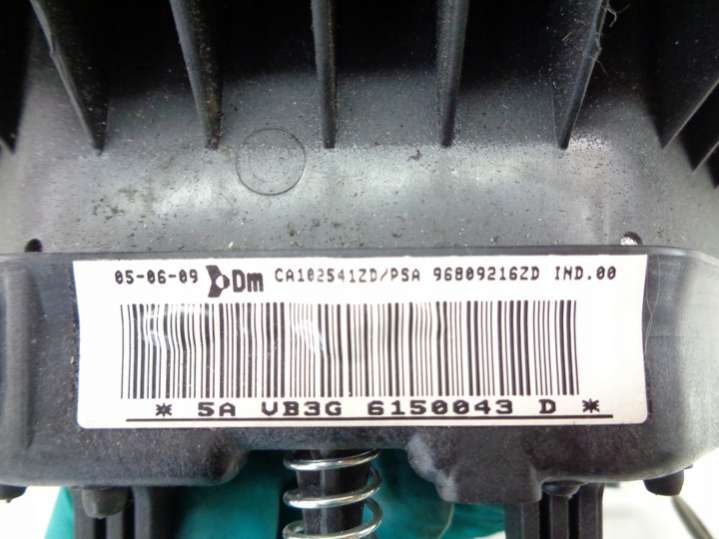 05-06-09 Dm CA102541ZD/PSA 96809216ZD IND.00
* 5A VB3G 6150043 D *